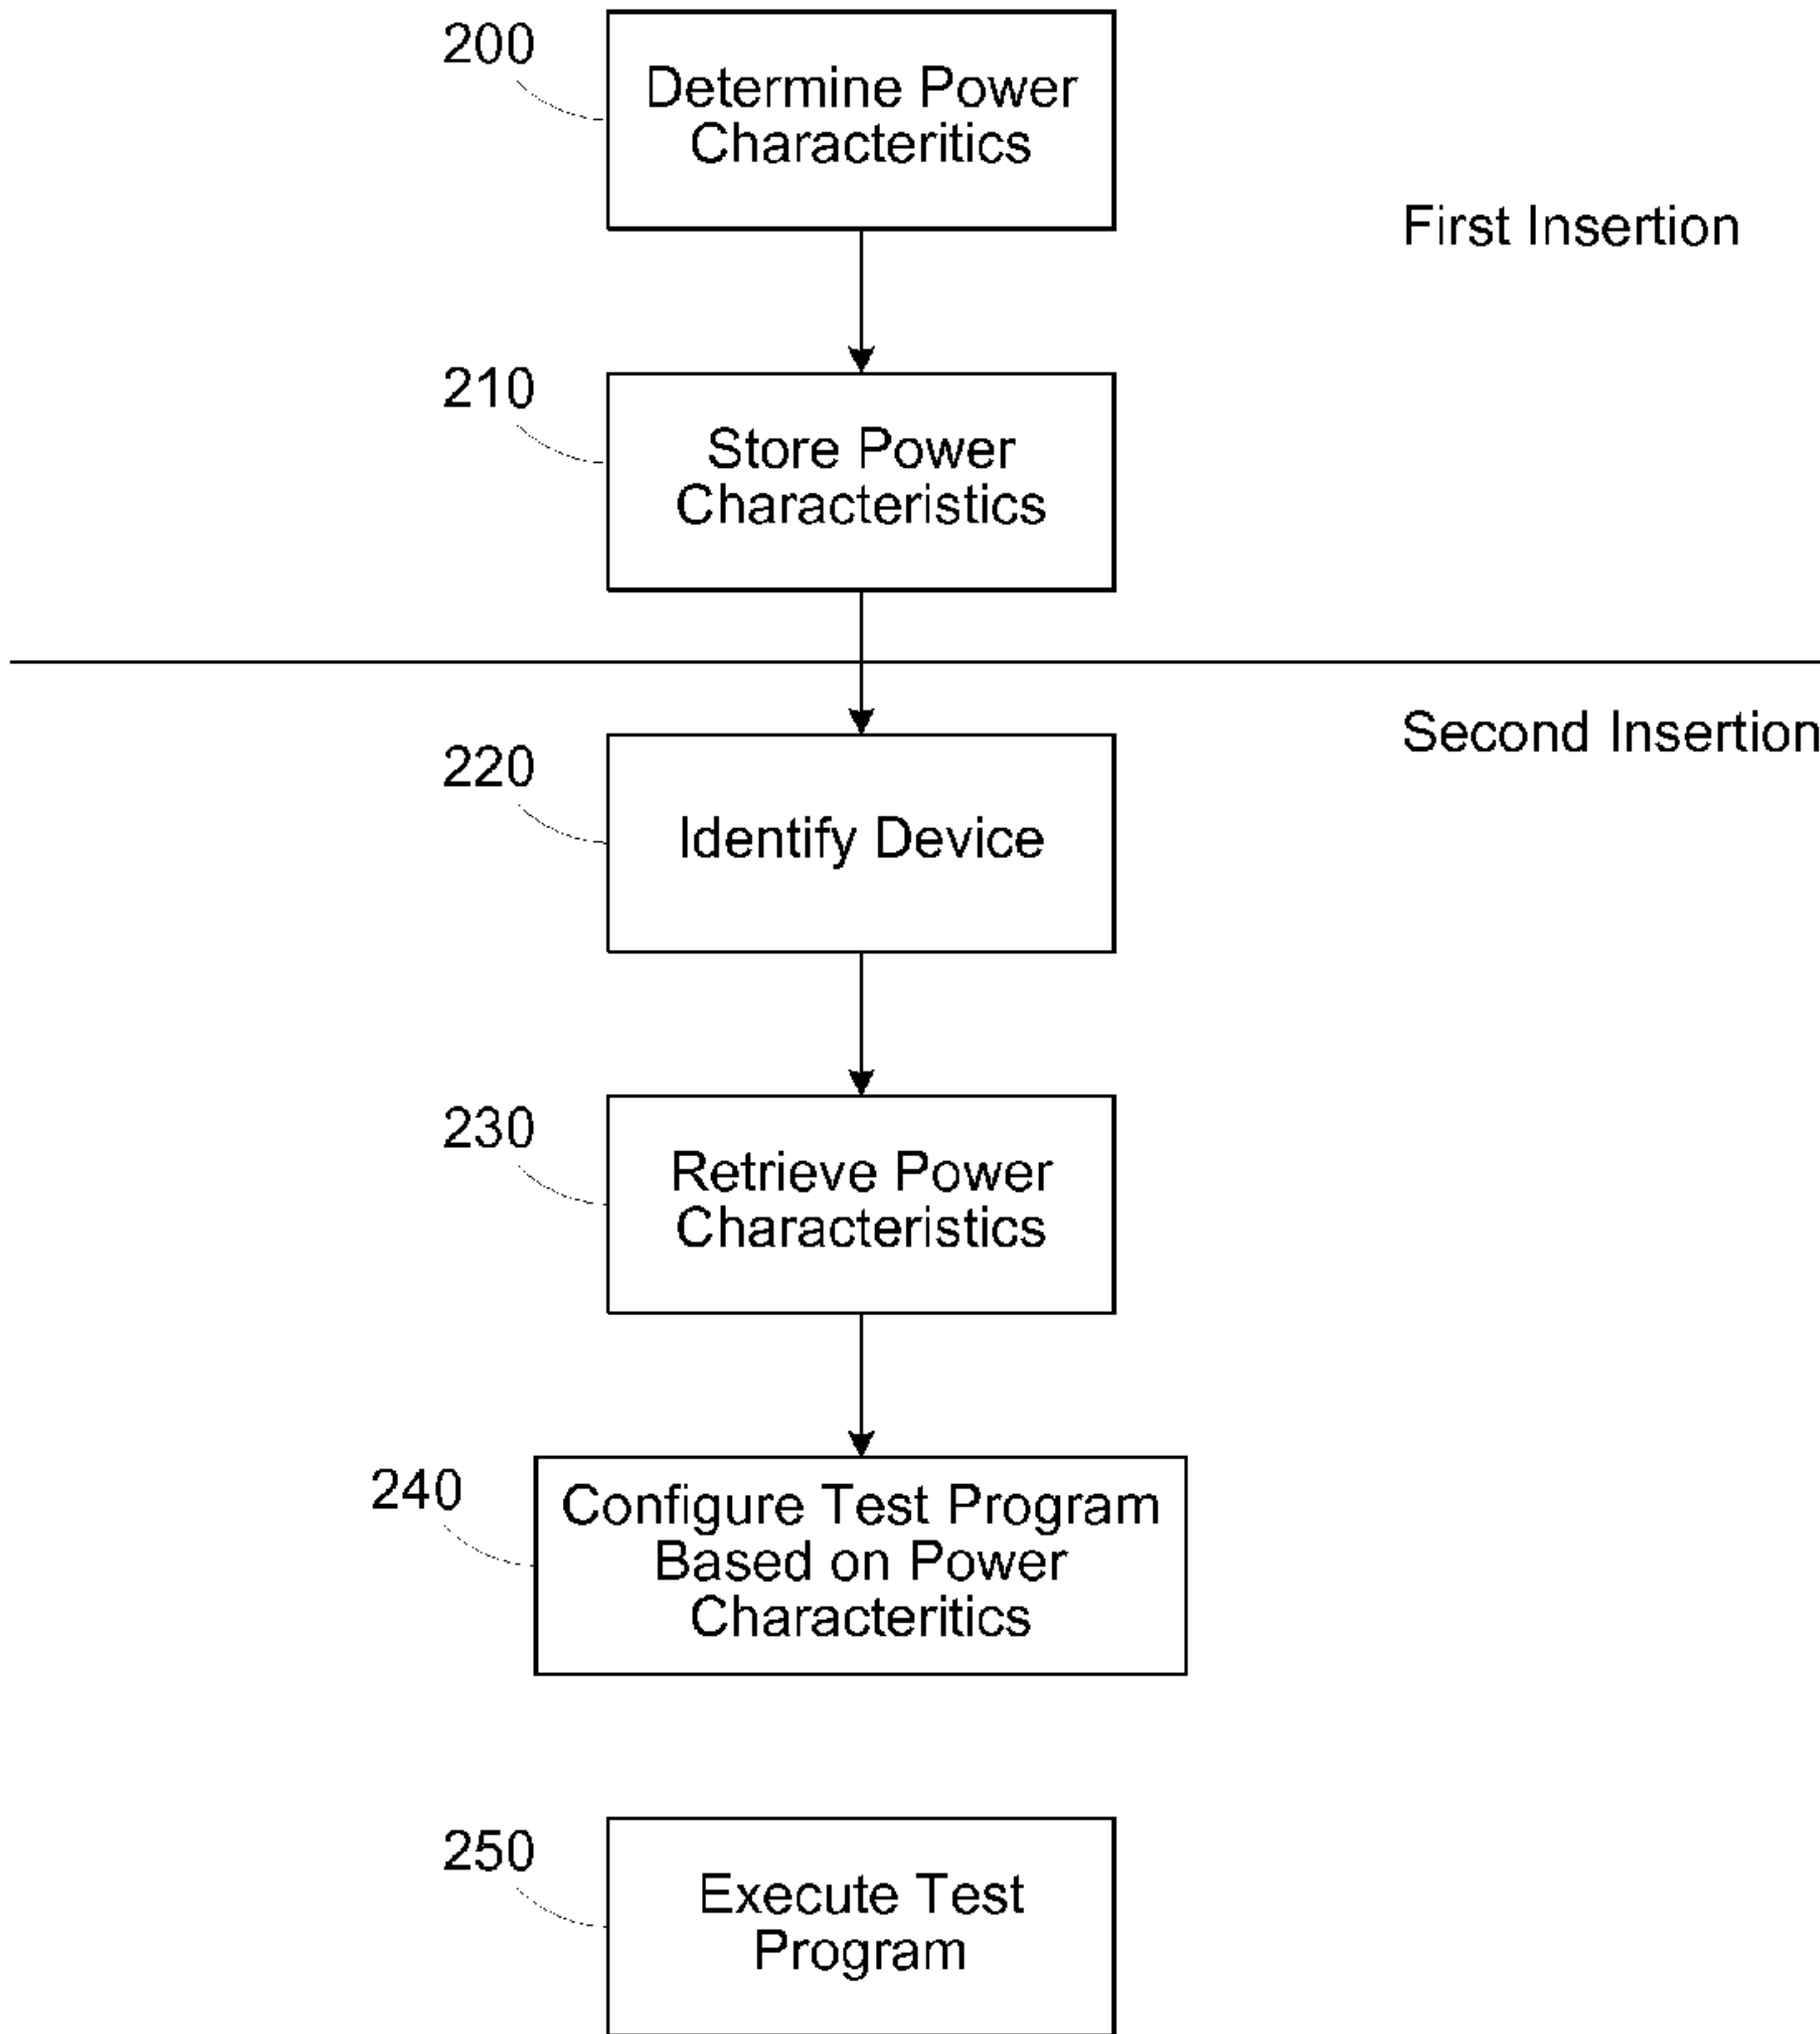 200
Determine Power
Characteritics
First Insertion
210
Store Power
Characteristics
Second Insertion
220
Identify Device
230
Retrieve Power
Characteristics
240
Configure Test Program
Based on Power
Characteritics
250
Execute Test
Program